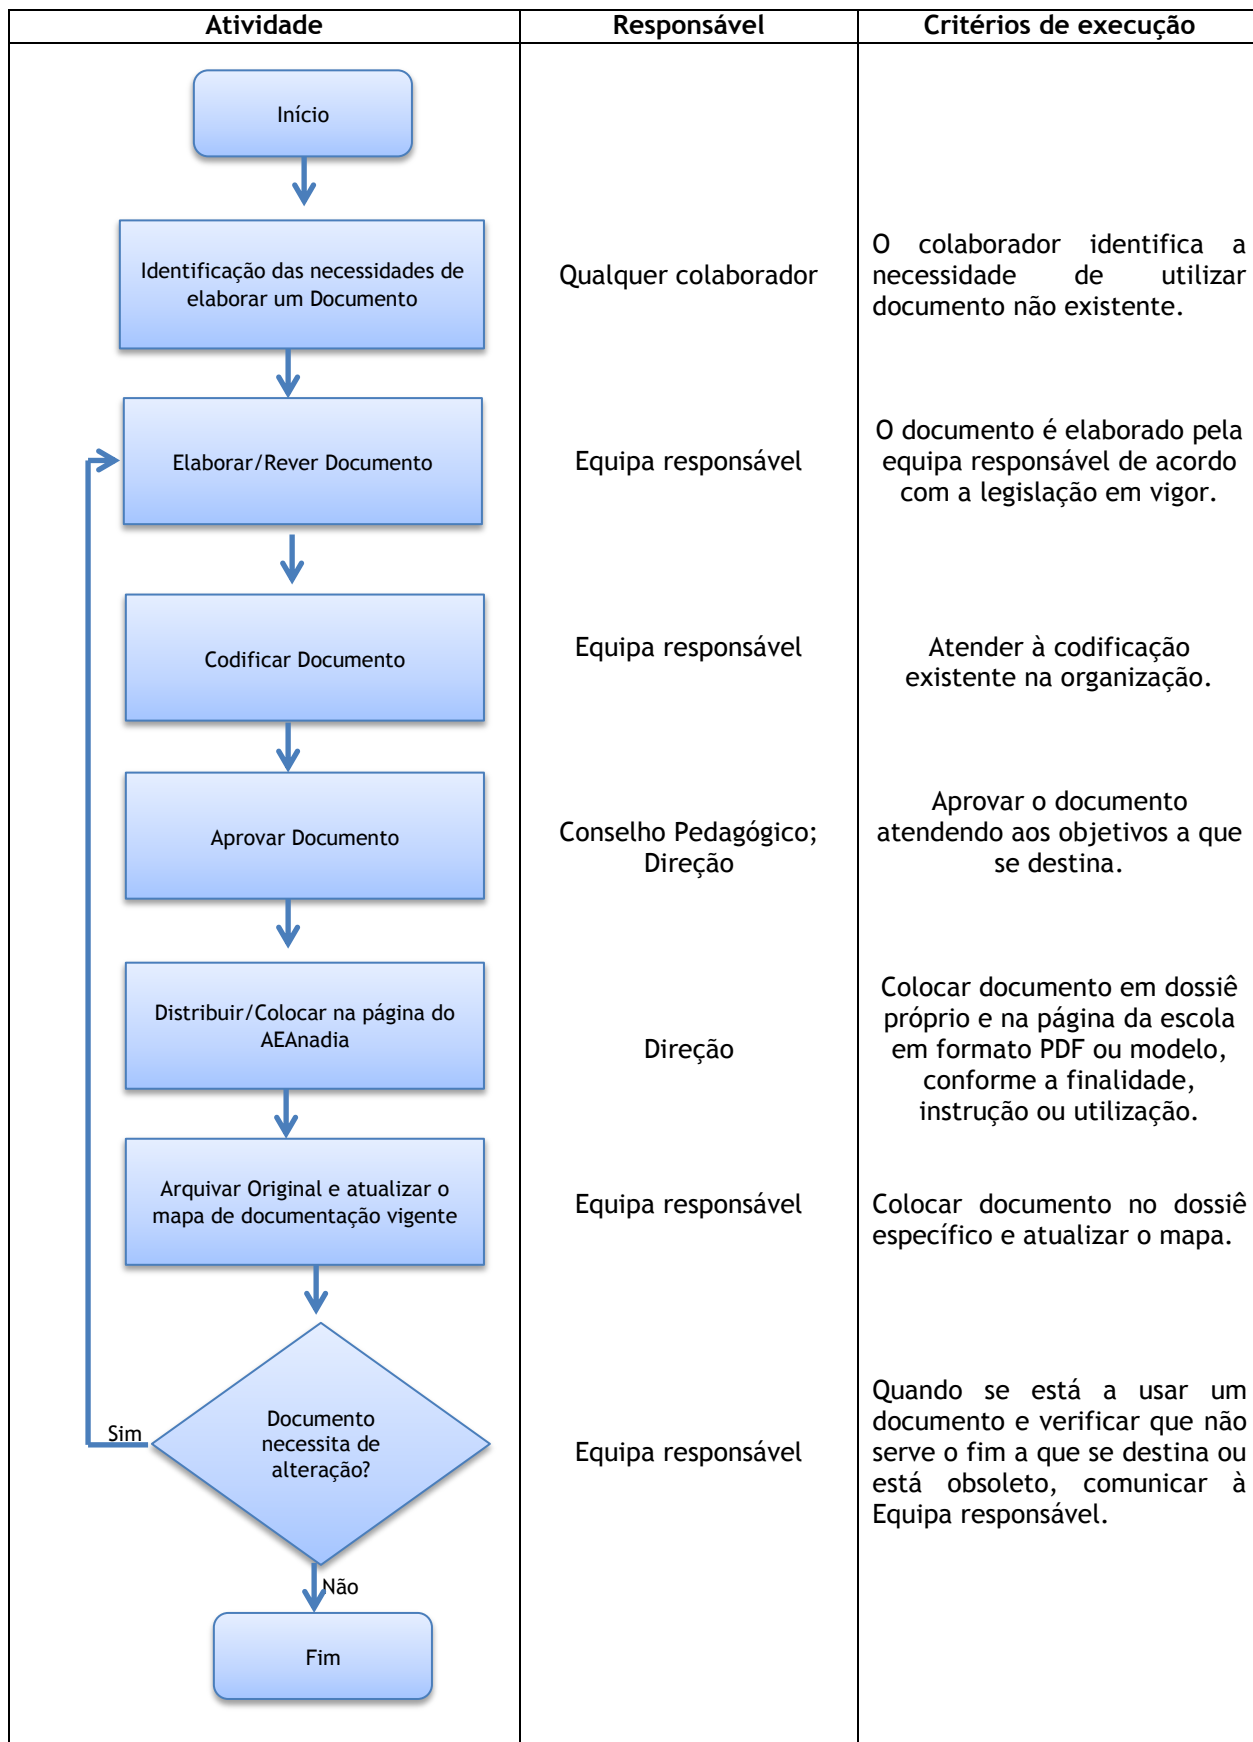 Atividade
Responsável
Critérios de execução
Início
Identificação das necessidades de
elaborar um Documento
Qualquer colaborador
O colaborador identifica a
necessidade de utilizar
documento não existente.
Elaborar/Rever Documento
Equipa responsável
O documento é elaborado pela
equipa responsável de acordo
com a legislação em vigor.
Codificar Documento
Equipa responsável
Atender à codificação
existente na organização.
Aprovar Documento
Conselho Pedagógico;
Direção
Aprovar o documento
atendendo aos objetivos a que
se destina.
Distribuir/Colocar na página do
AEAnadia
Direção
Colocar documento em dossiê
próprio e na página da escola
em formato PDF ou modelo,
conforme a finalidade,
instrução ou utilização.
Arquivar Original e atualizar o
mapa de documentação vigente
Equipa responsável
Colocar documento no dossiê
específico e atualizar o mapa.
Sim
Documento
necessita de
alteração?
Equipa responsável
Quando se está a usar um
documento e verificar que não
serve o fim a que se destina ou
está obsoleto, comunicar à
Equipa responsável.
Não
Fim